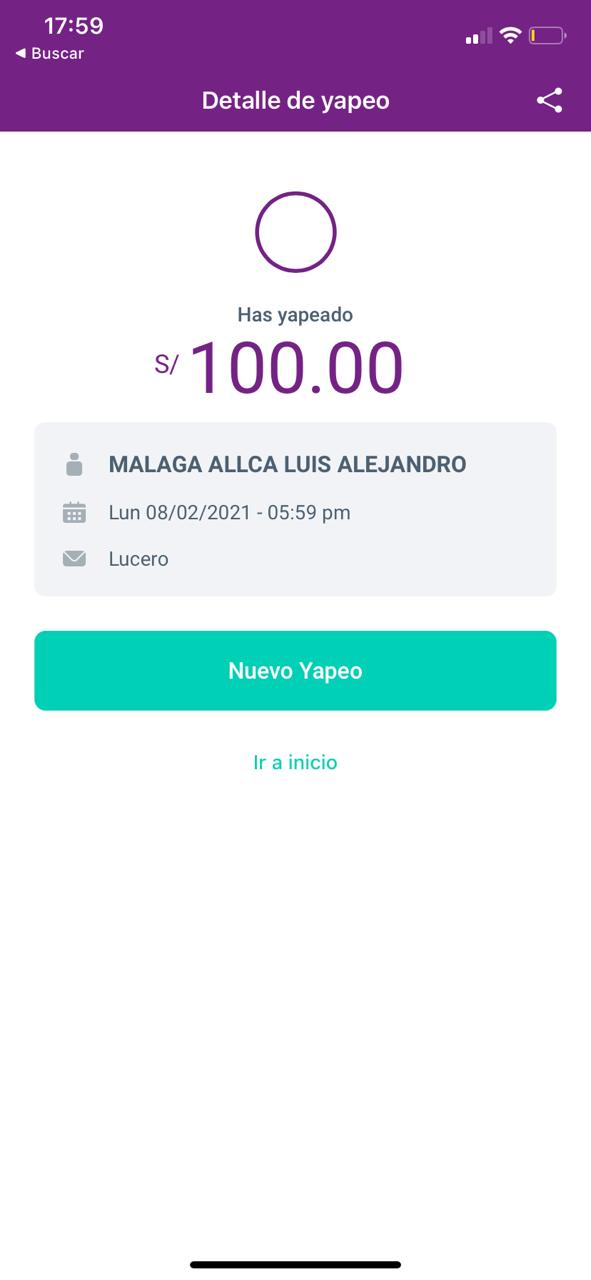 17:59
◀ Buscar
Detalle de yapeo
Has yapeado
S/ 100.00
MALAGA ALLCA LUIS ALEJANDRO
Lun 08/02/2021 - 05:59 pm
Lucero
Nuevo Yapeo
Ir a inicio